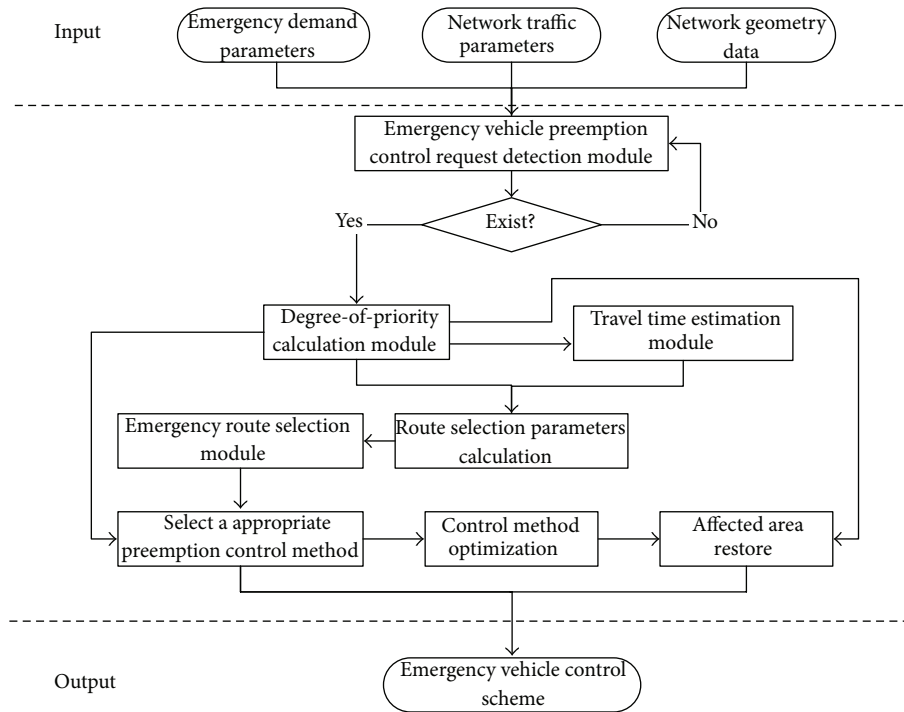 Input
Emergency demand
parameters
Network traffic
parameters
Network geometry
data
Emergency vehicle preemption
control request detection module
Yes
Exist?
No
Degree-of-priority
calculation module
Travel time estimation
module
Emergency route selection
module
Route selection parameters
calculation
Select a appropriate
preemption control method
Control method
optimization
Affected area
restore
Output
Emergency vehicle control
scheme